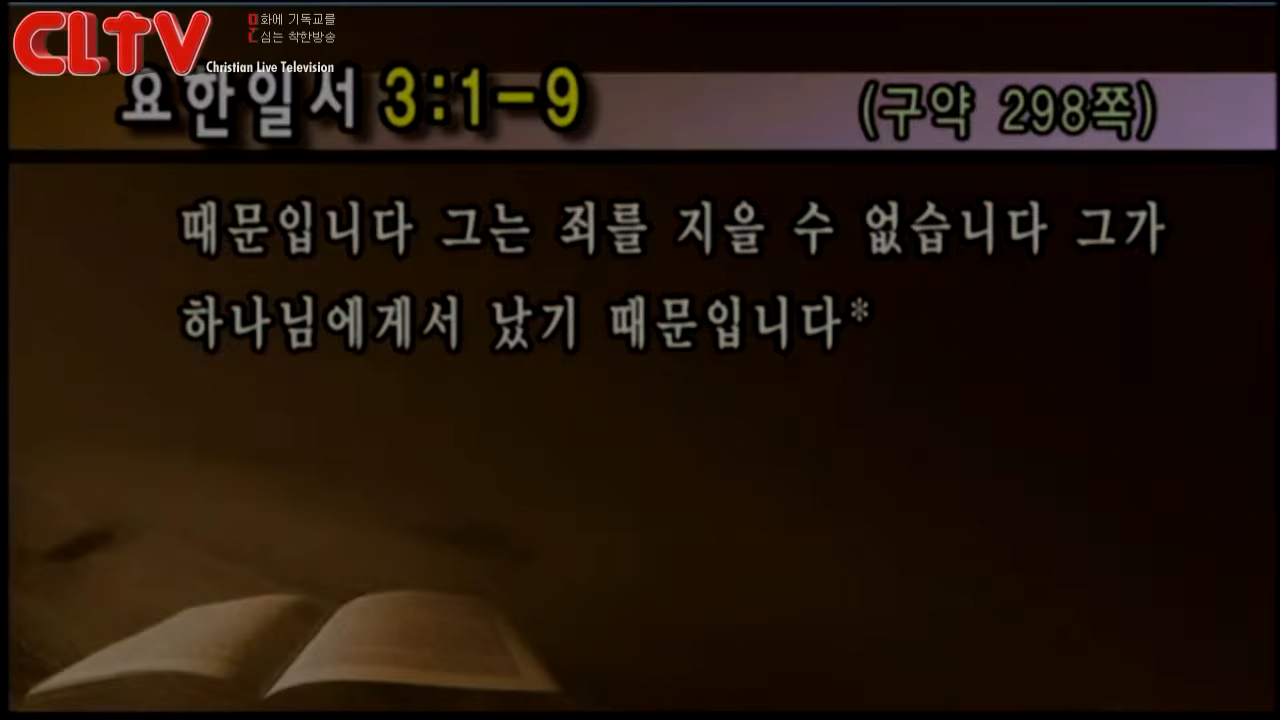 CLTV
문화에 기독교를
심는 착한방송
Christian Live Television
요한일서 3:1-9 (구약 298쪽)
때문입니다 그는 죄를 지을 수 없습니다 그가
하나님에게서 났기 때문입니다*